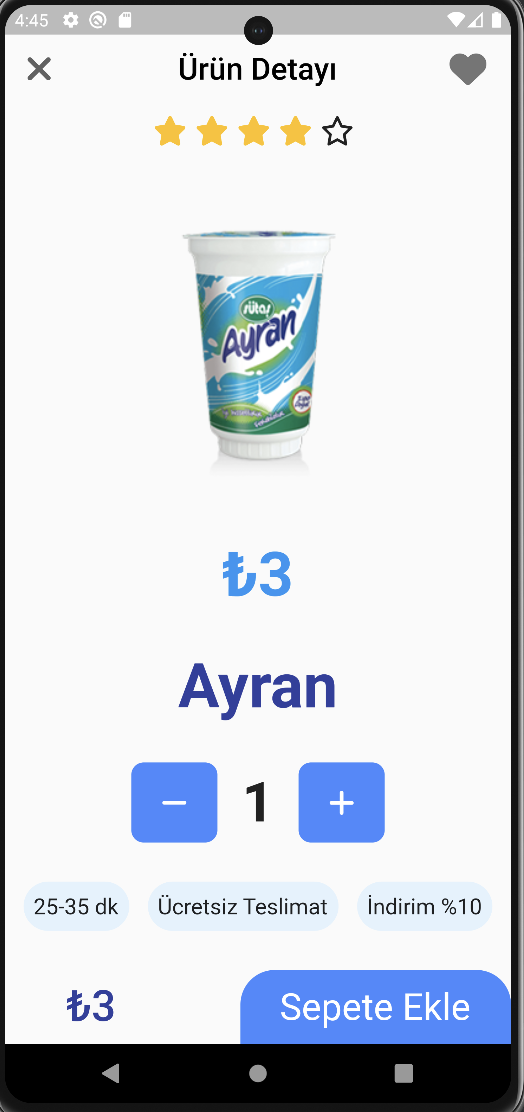 4:45
Ürün Detayı
sütaş
Ayran
₺3
Ayran
1
25-35 dk
Ücretsiz Teslimat
İndirim %10
₺3
Sepete Ekle